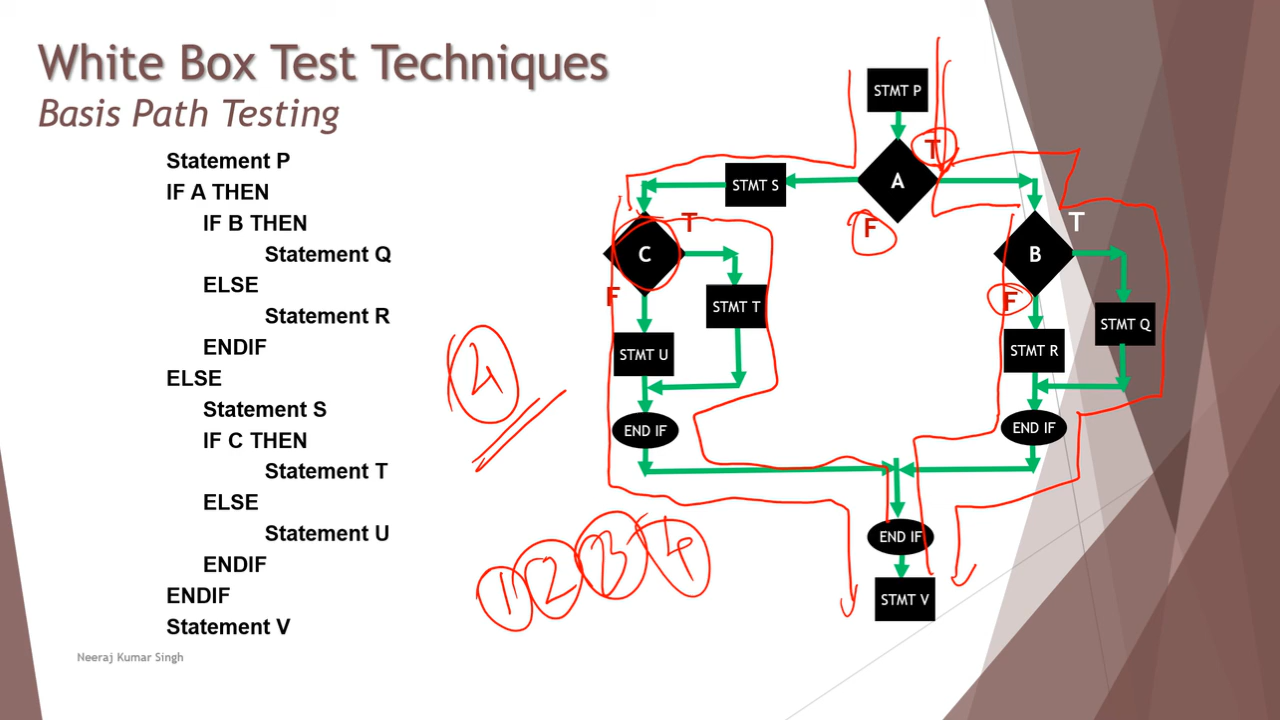 White Box Test Techniques
Basis Path Testing
Statement P
IF A THEN
IF B THEN
Statement Q
ELSE
Statement R
ENDIF
ELSE
Statement S
IF C THEN
Statement T
ELSE
Statement U
ENDIF
ENDIF
Statement V
Neeraj Kumar Singh
STMT P
T
A
F
STMT S
C
T
F
STMT T
STMT U
END IF
B
T
F
STMT Q
STMT R
END IF
END IF
STMT V
4
1 2 3 4